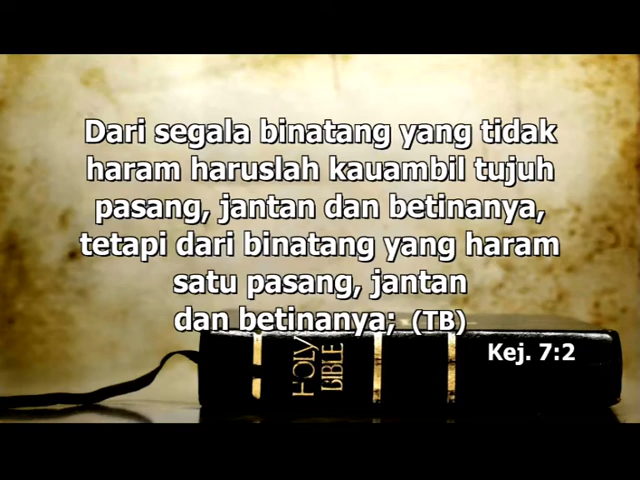 Dari segala binatang yang tidak
haram haruslah kauambil tujuh
pasang, jantan dan betinanya,
tetapi dari binatang yang haram
satu pasang, jantan
dan betinanya; (TB)
Kej. 7:2
HOLY
BIBLE